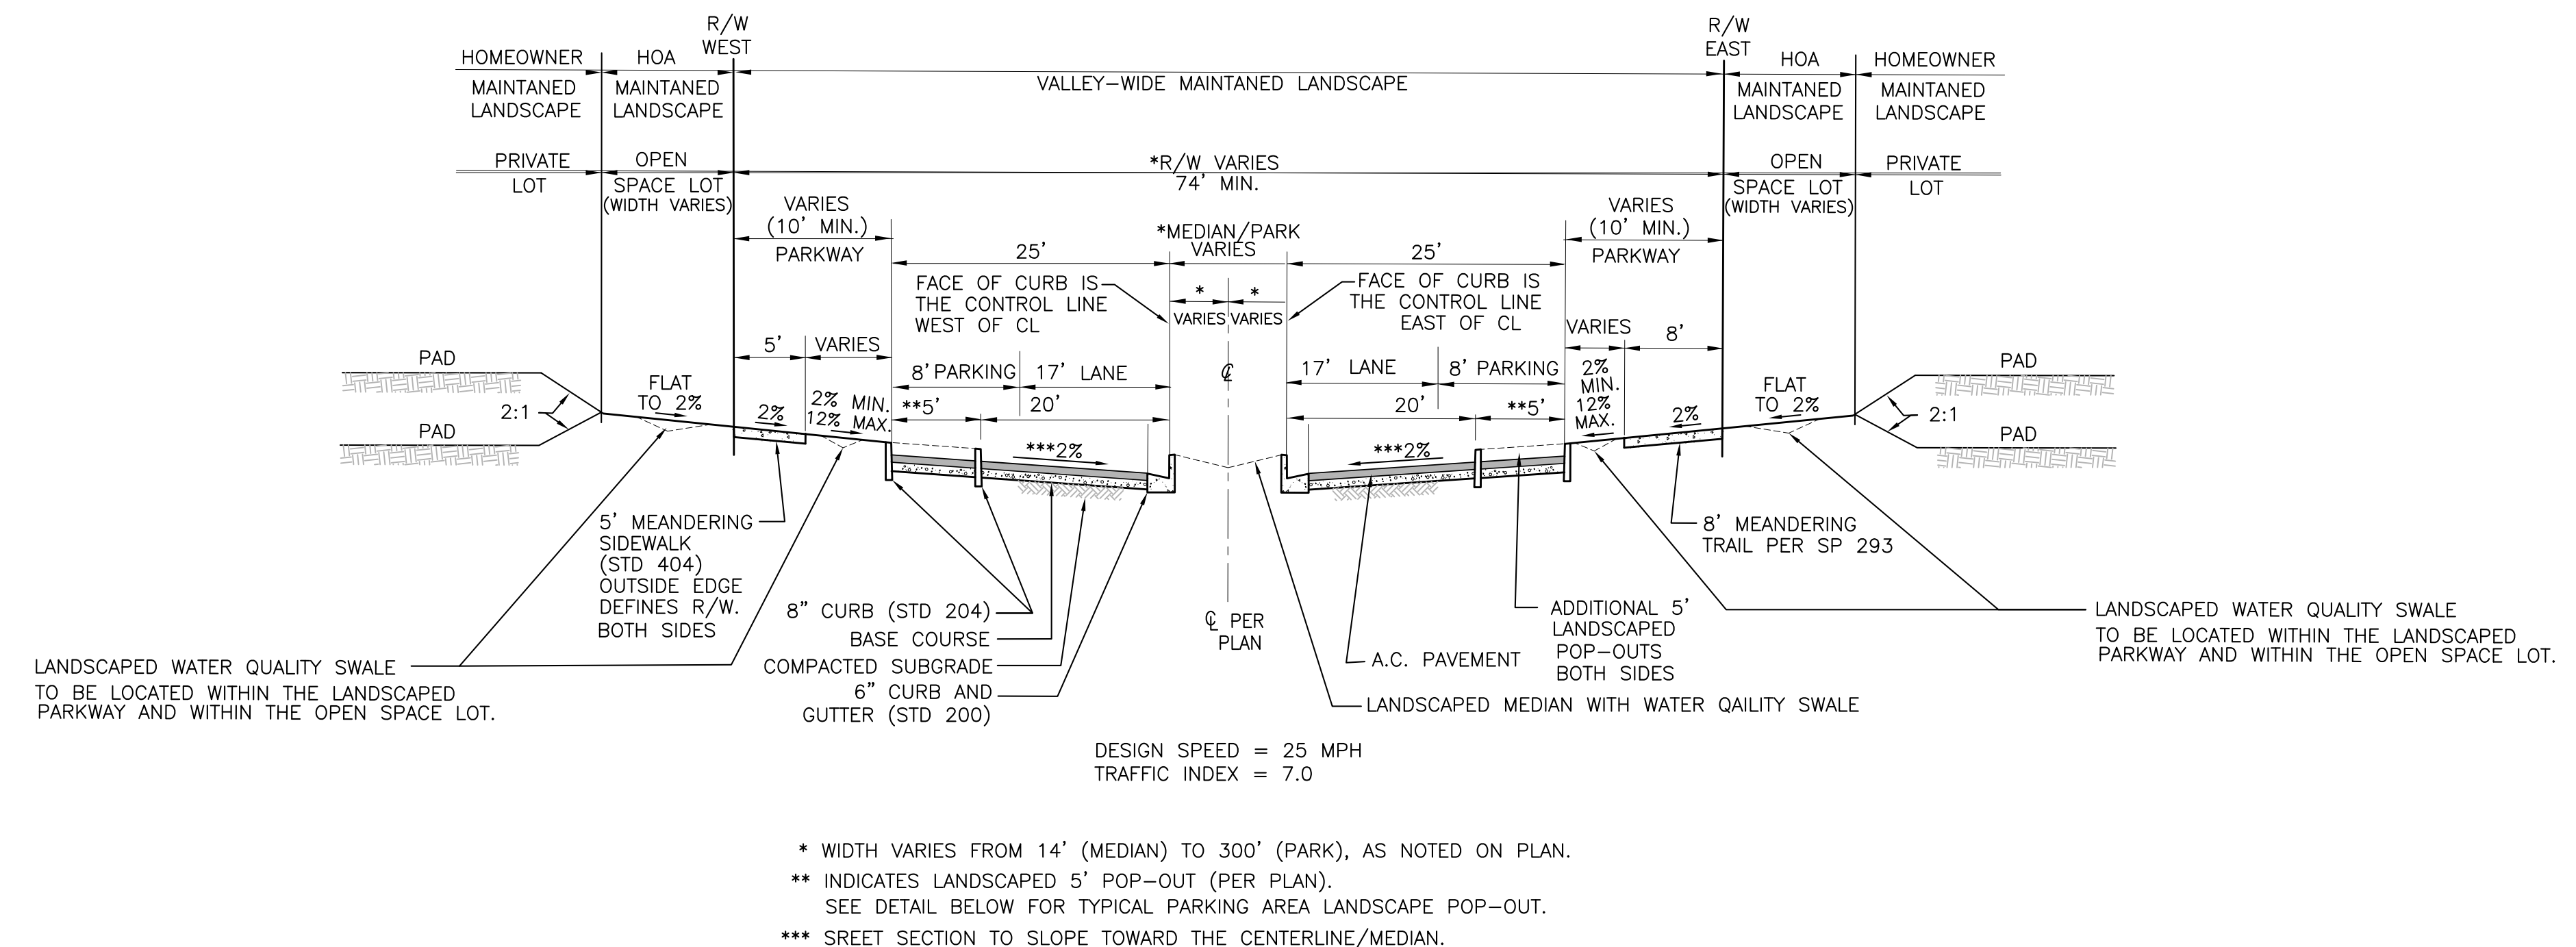 R/W
WEST
R/W
EAST
HOMEOWNER
MAINTANED
LANDSCAPE
HOA
MAINTANED
LANDSCAPE
VALLEY-WIDE MAINTANED LANDSCAPE
HOA
MAINTANED
LANDSCAPE
HOMEOWNER
MAINTANED
LANDSCAPE
PRIVATE
LOT
OPEN
SPACE LOT
(WIDTH VARIES)
*R/W VARIES
74' MIN.
OPEN
SPACE LOT
(WIDTH VARIES)
PRIVATE
LOT
VARIES
(10' MIN.)
PARKWAY
25'
*MEDIAN/PARK
VARIES
25'
VARIES
(10' MIN.)
PARKWAY
FACE OF CURB IS
THE CONTROL LINE
WEST OF CL
*
VARIES
*
VARIES
FACE OF CURB IS
THE CONTROL LINE
EAST OF CL
5'
VARIES
8' PARKING
17' LANE
℄
17' LANE
8' PARKING
VARIES
8'
PAD
2:1
PAD
FLAT
TO 2%
2%
2% MIN.
12% MAX.
**5'
20'
***2%
20'
**5'
***2%
2%
MIN.
12%
MAX.
2%
FLAT
TO 2%
PAD
2:1
PAD
5' MEANDERING
SIDEWALK
(STD 404)
OUTSIDE EDGE
DEFINES R/W.
BOTH SIDES
8" CURB (STD 204)
BASE COURSE
COMPACTED SUBGRADE
6" CURB AND
GUTTER (STD 200)
℄ PER
PLAN
A.C. PAVEMENT
ADDITIONAL 5'
LANDSCAPED
POP-OUTS
BOTH SIDES
8' MEANDERING
TRAIL PER SP 293
LANDSCAPED MEDIAN WITH WATER QAILITY SWALE
LANDSCAPED WATER QUALITY SWALE
TO BE LOCATED WITHIN THE LANDSCAPED
PARKWAY AND WITHIN THE OPEN SPACE LOT.
LANDSCAPED WATER QUALITY SWALE
TO BE LOCATED WITHIN THE LANDSCAPED
PARKWAY AND WITHIN THE OPEN SPACE LOT.
DESIGN SPEED = 25 MPH
TRAFFIC INDEX = 7.0
* WIDTH VARIES FROM 14' (MEDIAN) TO 300' (PARK), AS NOTED ON PLAN.
** INDICATES LANDSCAPED 5' POP-OUT (PER PLAN).
SEE DETAIL BELOW FOR TYPICAL PARKING AREA LANDSCAPE POP-OUT.
*** SREET SECTION TO SLOPE TOWARD THE CENTERLINE/MEDIAN.